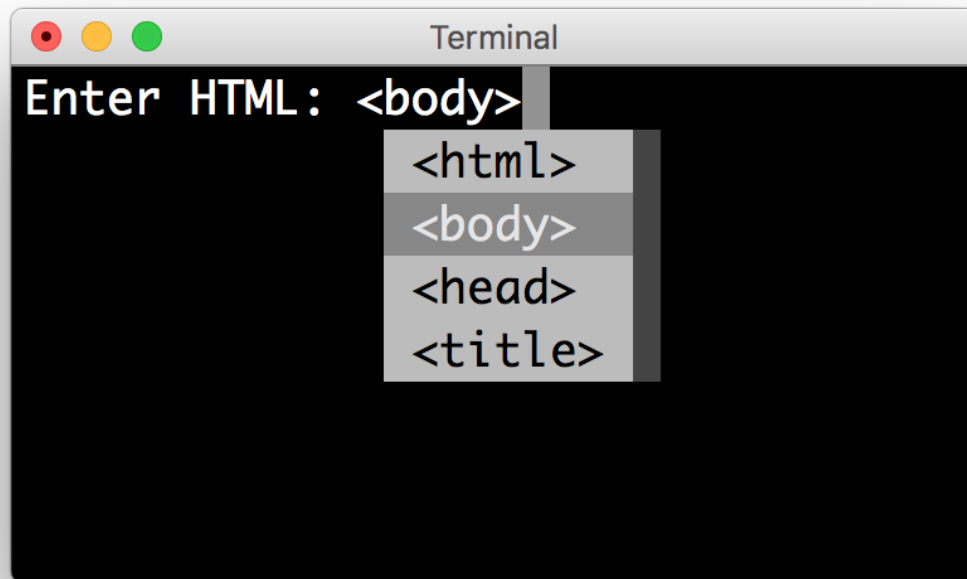 Terminal
Enter HTML: <body>
<html>
<body>
<head>
<title>